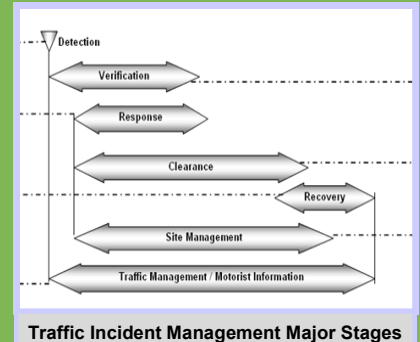 Detection
Verification
Response
Clearance
Recovery
Site Management
Traffic Management / Motorist Information
Traffic Incident Management Major Stages